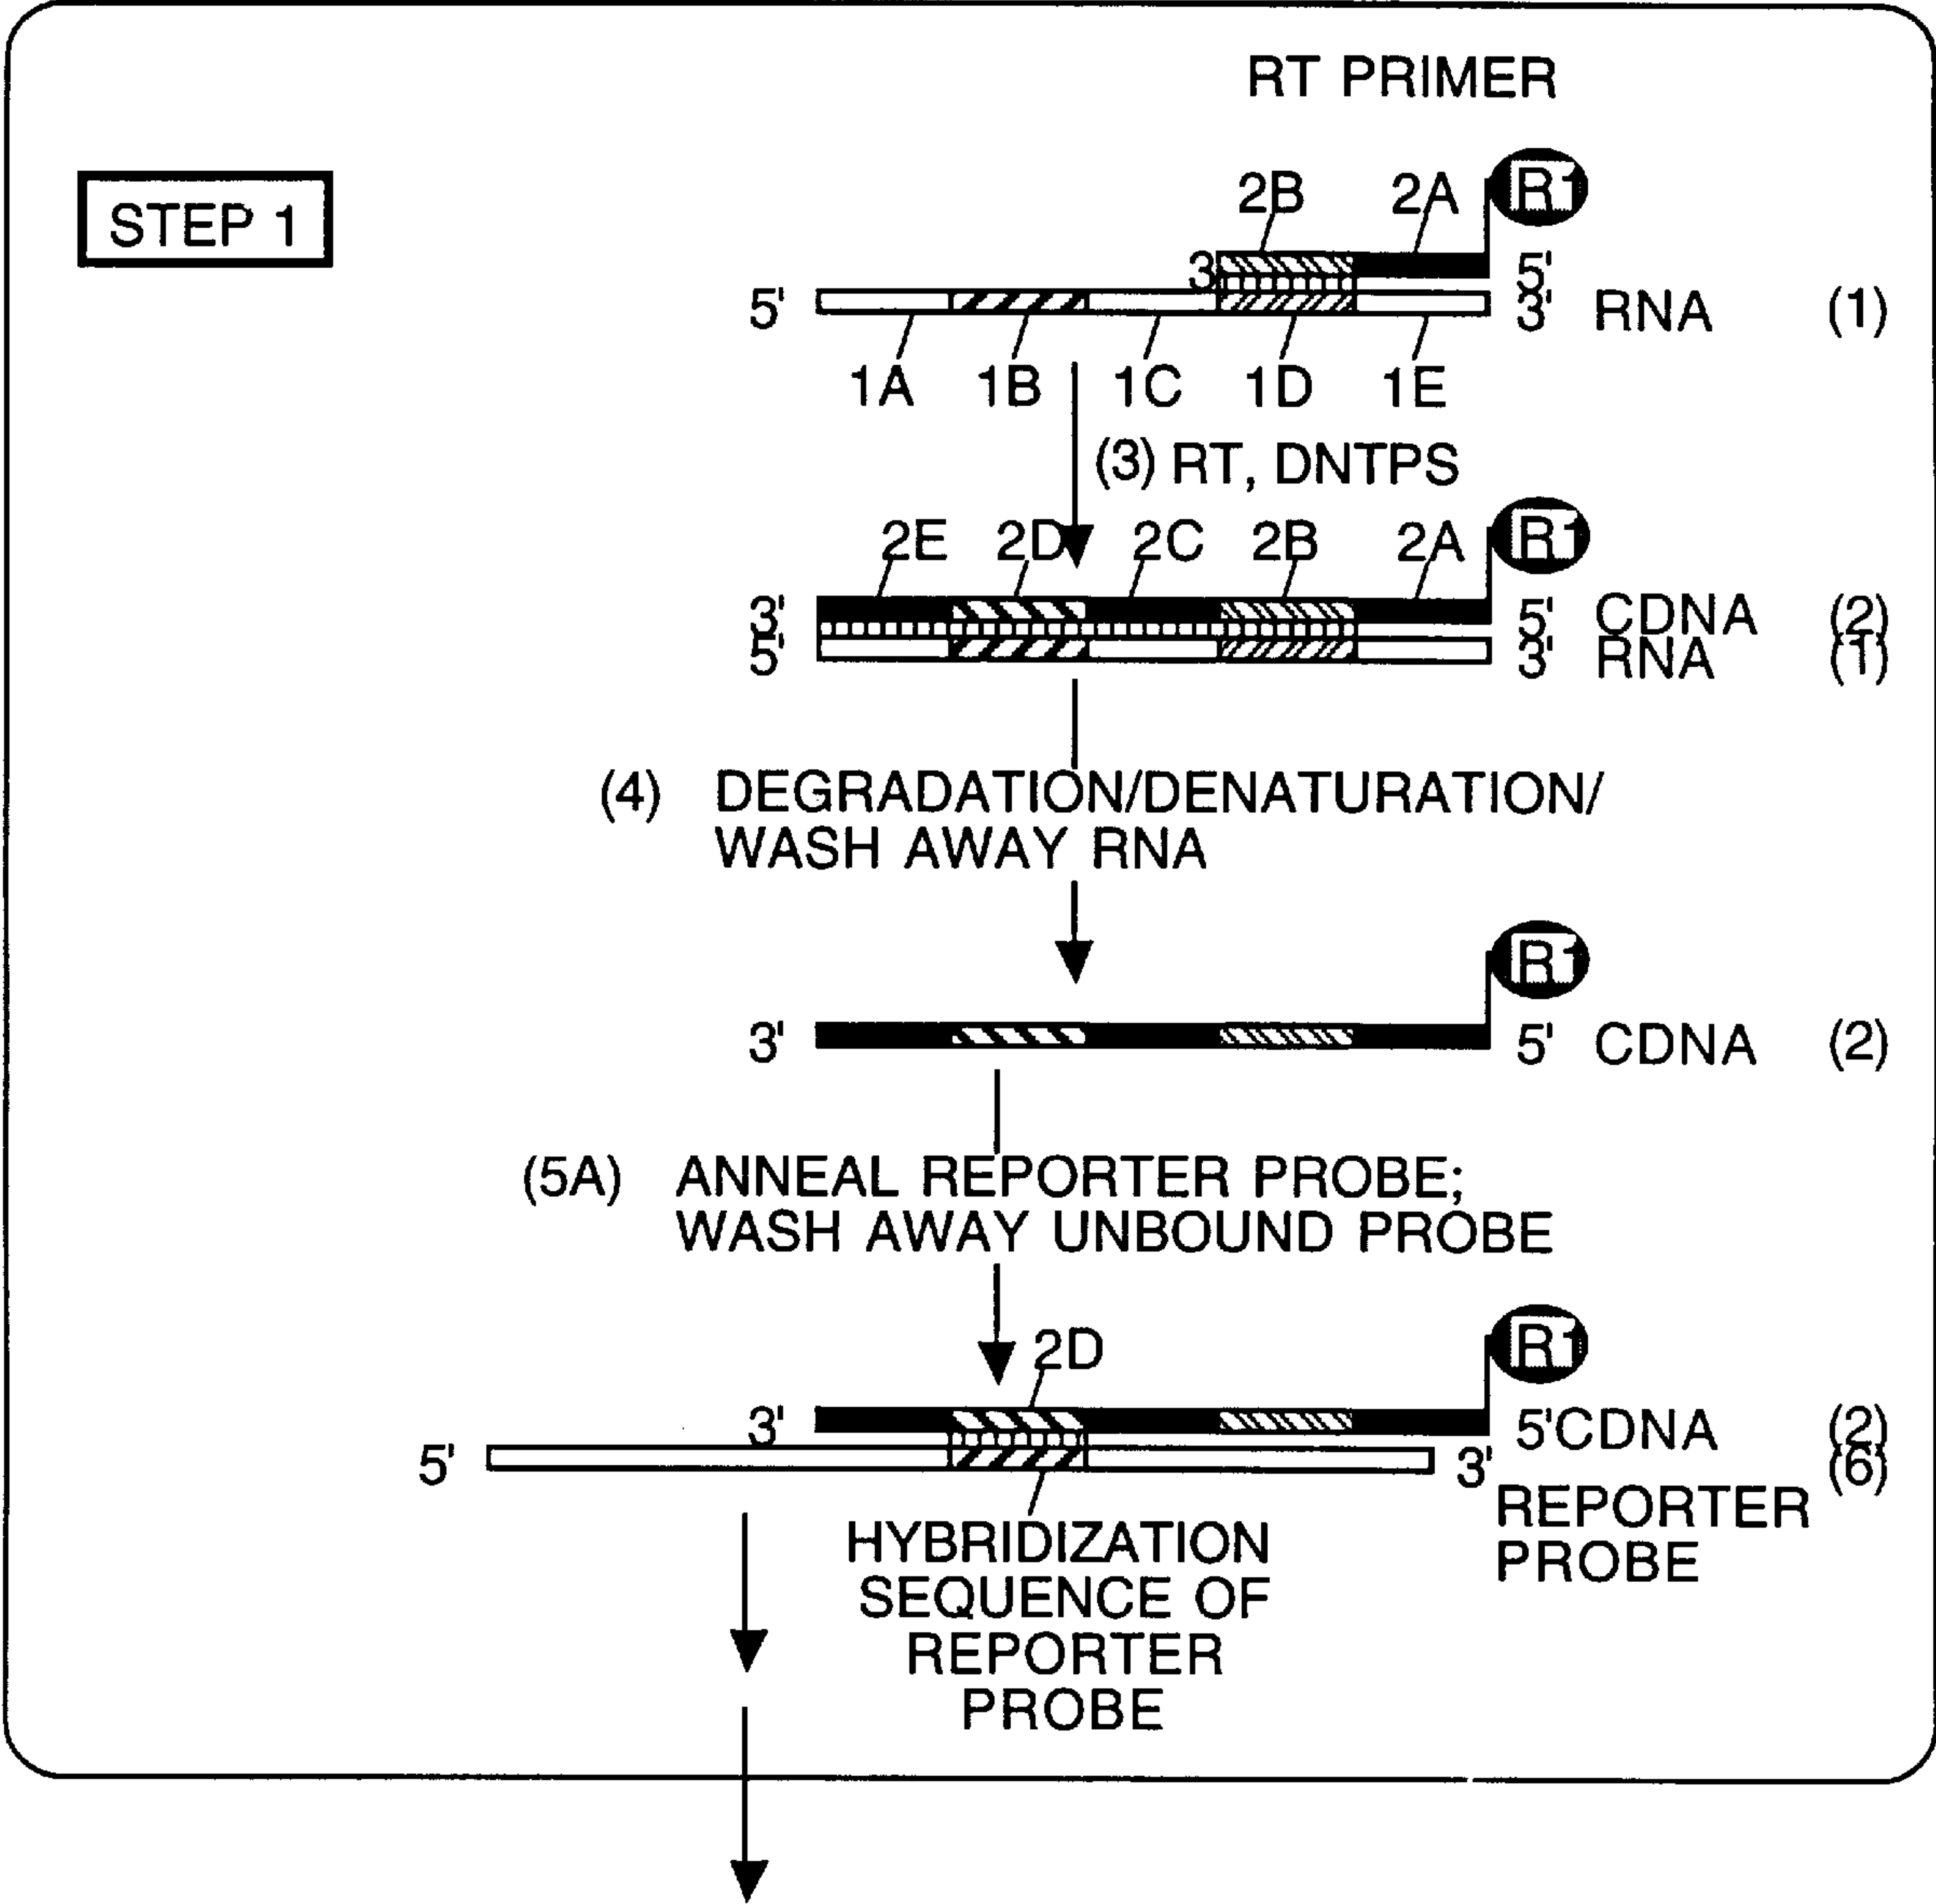 RT PRIMER
STEP 1
2B 2A R1
3' 5'
5' 3' RNA (1)
1A 1B 1C 1D 1E
(3) RT, DNTPS
2E 2D 2C 2B 2A R1
3' 5' CDNA (2)
5' 3' RNA (1)
(4) DEGRADATION/DENATURATION/
WASH AWAY RNA
R1
3' 5' CDNA (2)
(5A) ANNEAL REPORTER PROBE;
WASH AWAY UNBOUND PROBE
2D R1
3' 5'CDNA (2)
5' 3' (6)
REPORTER
PROBE
HYBRIDIZATION
SEQUENCE OF
REPORTER
PROBE